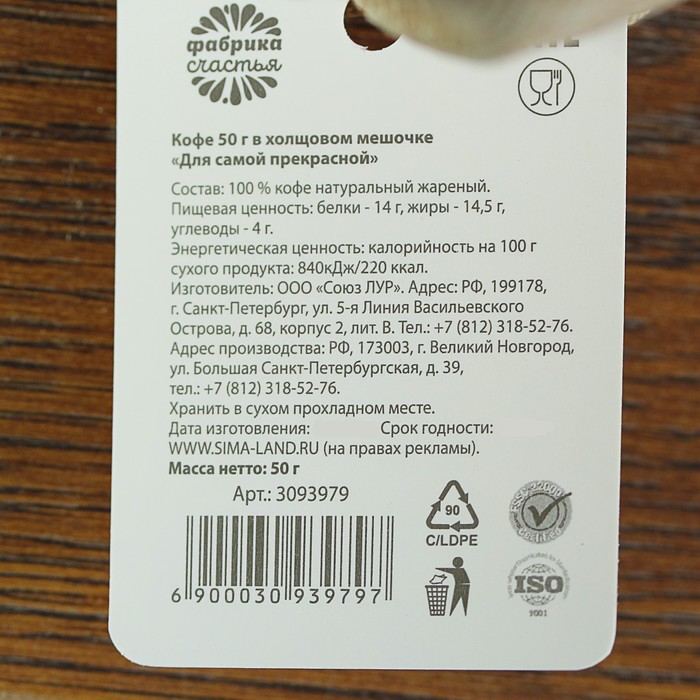 фабрика
счастья
Кофе 50 г в холщовом мешочке
«Для самой прекрасной»
Состав: 100 % кофе натуральный жареный.
Пищевая ценность: белки - 14 г, жиры - 14,5 г,
углеводы - 4 г.
Энергетическая ценность: калорийность на 100 г
сухого продукта: 840кДж/220 ккал.
Изготовитель: ООО «Союз ЛУР». Адрес: РФ, 199178,
г. Санкт-Петербург, ул. 5-я Линия Васильевского
Острова, д. 68, корпус 2, лит. В. Тел.: +7 (812) 318-52-76.
Адрес производства: РФ, 173003, г. Великий Новгород,
ул. Большая Санкт-Петербургская, д. 39,
тел.: +7 (812) 318-52-76.
Хранить в сухом прохладном месте.
Дата изготовления: Срок годности:
WWW.SIMA-LAND.RU (на правах рекламы).
Масса нетто: 50 г
Арт.: 3093979
90
C/LDPE
FSSC 22000
ISO
9001
6 900030 939797